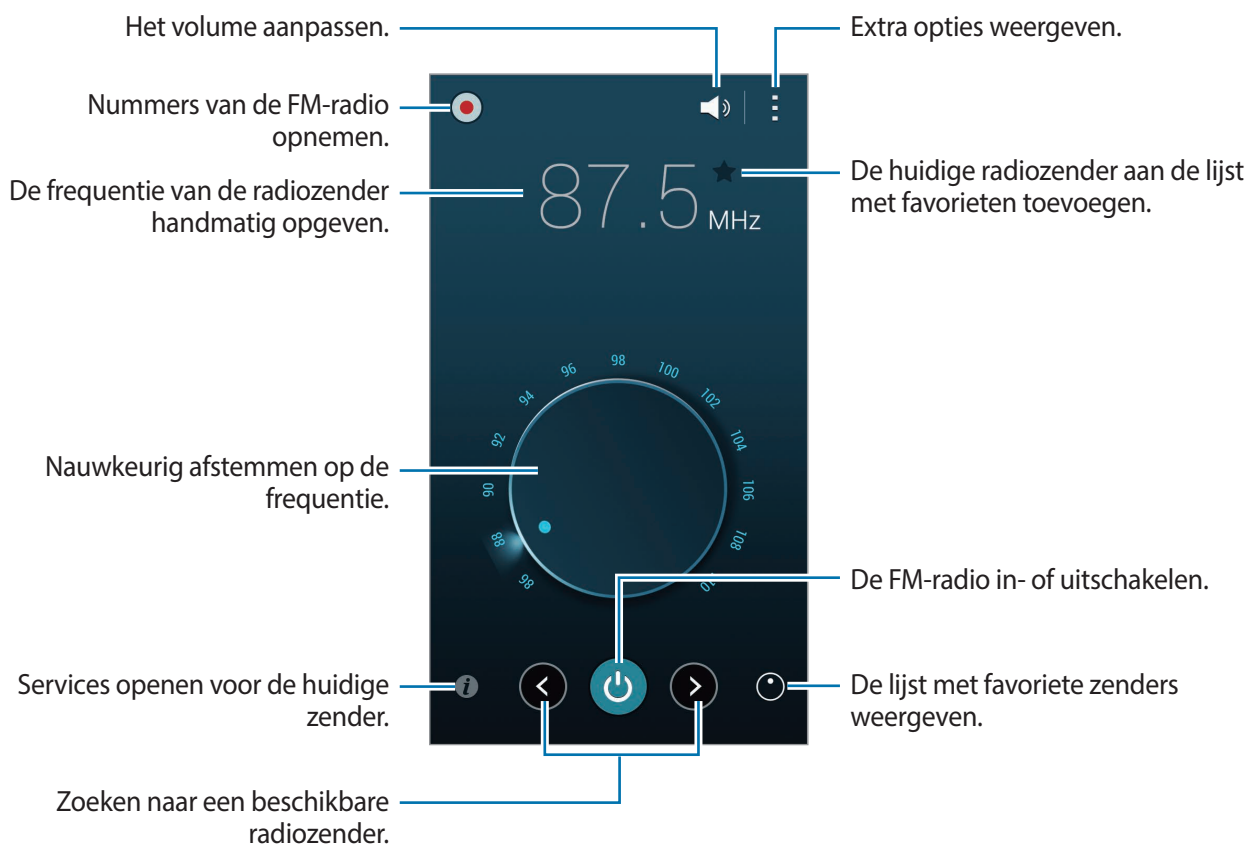 Het volume aanpassen.
Extra opties weergeven.
Nummers van de FM-radio
opnemen.
De frequentie van de radiozender
handmatig opgeven.
87.5 MHz
De huidige radiozender aan de lijst
met favorieten toevoegen.
86
88
90
92
94
96
98
100
102
104
106
108
Nauwkeurig afstemmen op de
frequentie.
De FM-radio in- of uitschakelen.
Services openen voor de huidige
zender.
i
De lijst met favoriete zenders
weergeven.
Zoeken naar een beschikbare
radiozender.